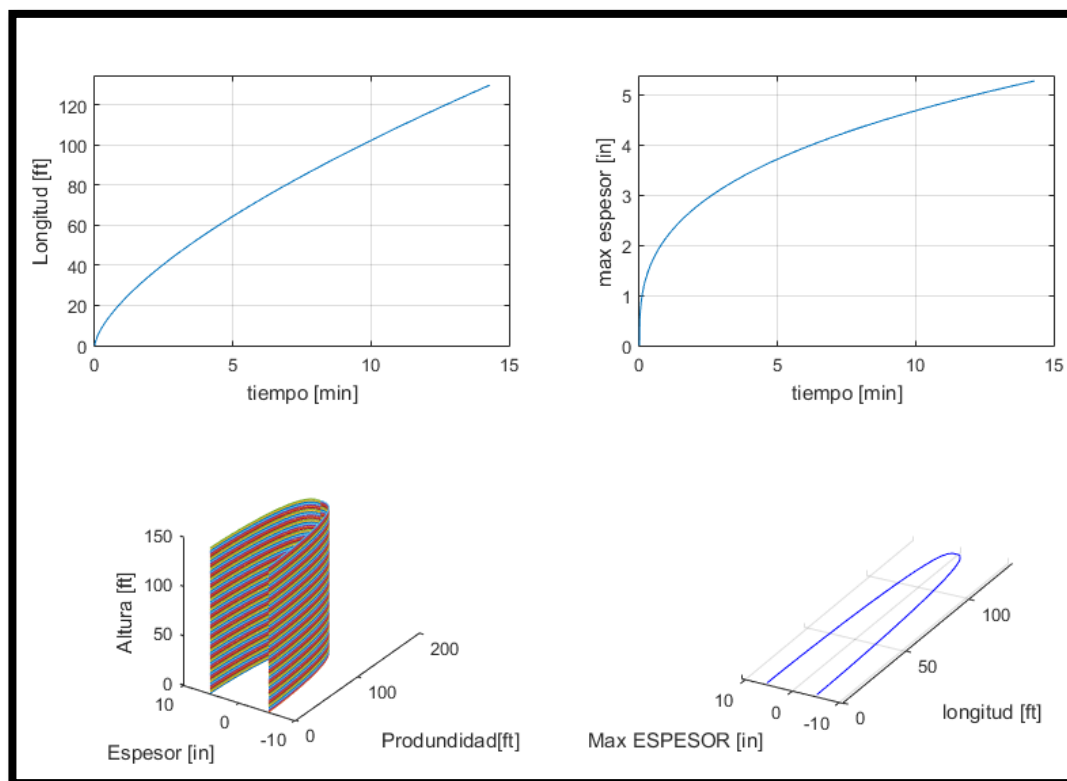 120
100
80
60
40
20
0
Longitud [ft]
0 5 10 15
tiempo [min]
5
4
3
2
1
0
max espesor [in]
0 5 10 15
tiempo [min]
150
100
50
0
Altura [ft]
10
0
-10
Espesor [in]
0
100
200
Produndidad[ft]
10
0
-10
Max ESPESOR [in]
0
50
100
longitud [ft]